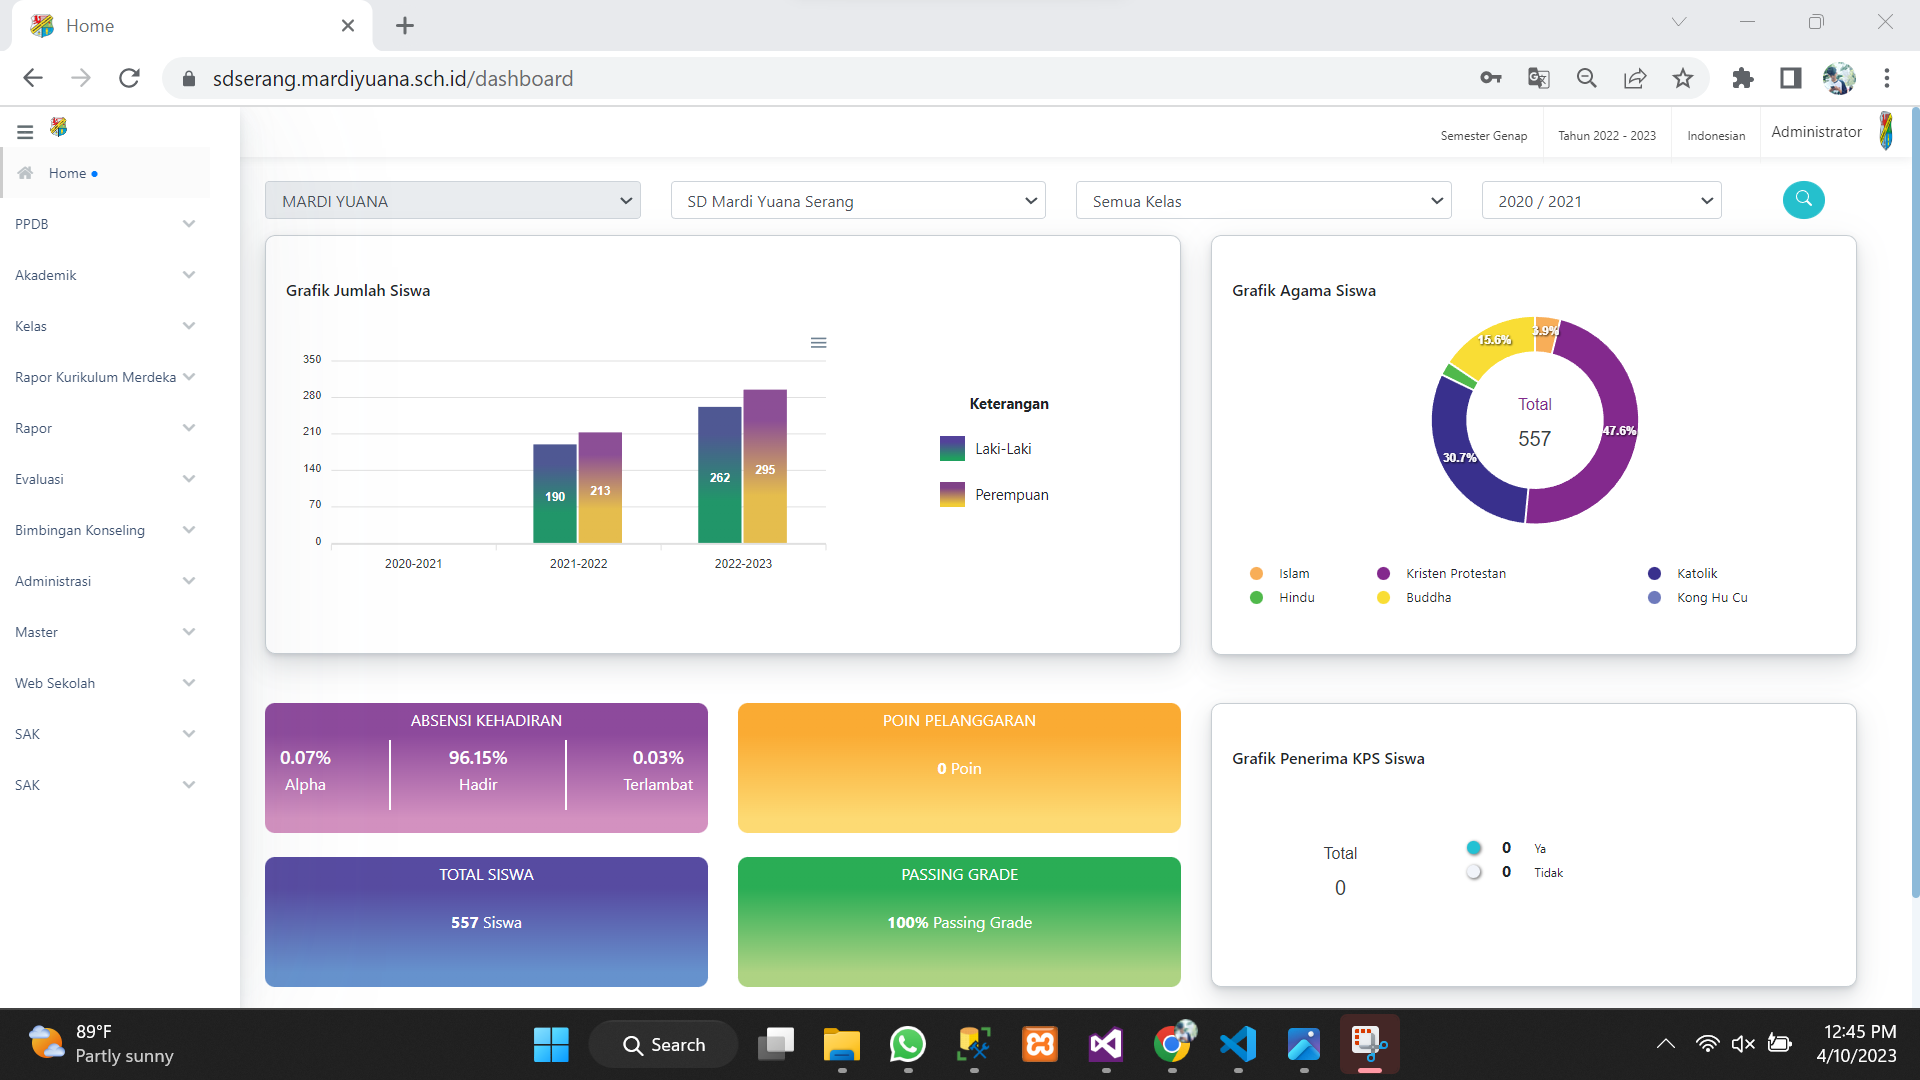 Home
sdserang.mardiyuana.sch.id/dashboard
Semester Genap
Tahun 2022 - 2023
Indonesian
Administrator
Home
PPDB
Akademik
Kelas
Rapor Kurikulum Merdeka
Rapor
Evaluasi
Bimbingan Konseling
Administrasi
Master
Web Sekolah
SAK
SAK
MARDI YUANA
SD Mardi Yuana Serang
Semua Kelas
2020 / 2021
Grafik Jumlah Siswa
350
280
210
140
70
0
190
213
262
295
2020-2021
2021-2022
2022-2023
Keterangan
Laki-Laki
Perempuan
Grafik Agama Siswa
3.9%
15.6%
47.6%
30.7%
Total
557
Islam
Kristen Protestan
Katolik
Hindu
Buddha
Kong Hu Cu
ABSENSI KEHADIRAN
0.07%
Alpha
96.15%
Hadir
0.03%
Terlambat
POIN PELANGGARAN
0 Poin
TOTAL SISWA
557 Siswa
PASSING GRADE
100% Passing Grade
Grafik Penerima KPS Siswa
Total
0
0 Ya
0 Tidak
89°F
Partly sunny
Search
12:45 PM
4/10/2023